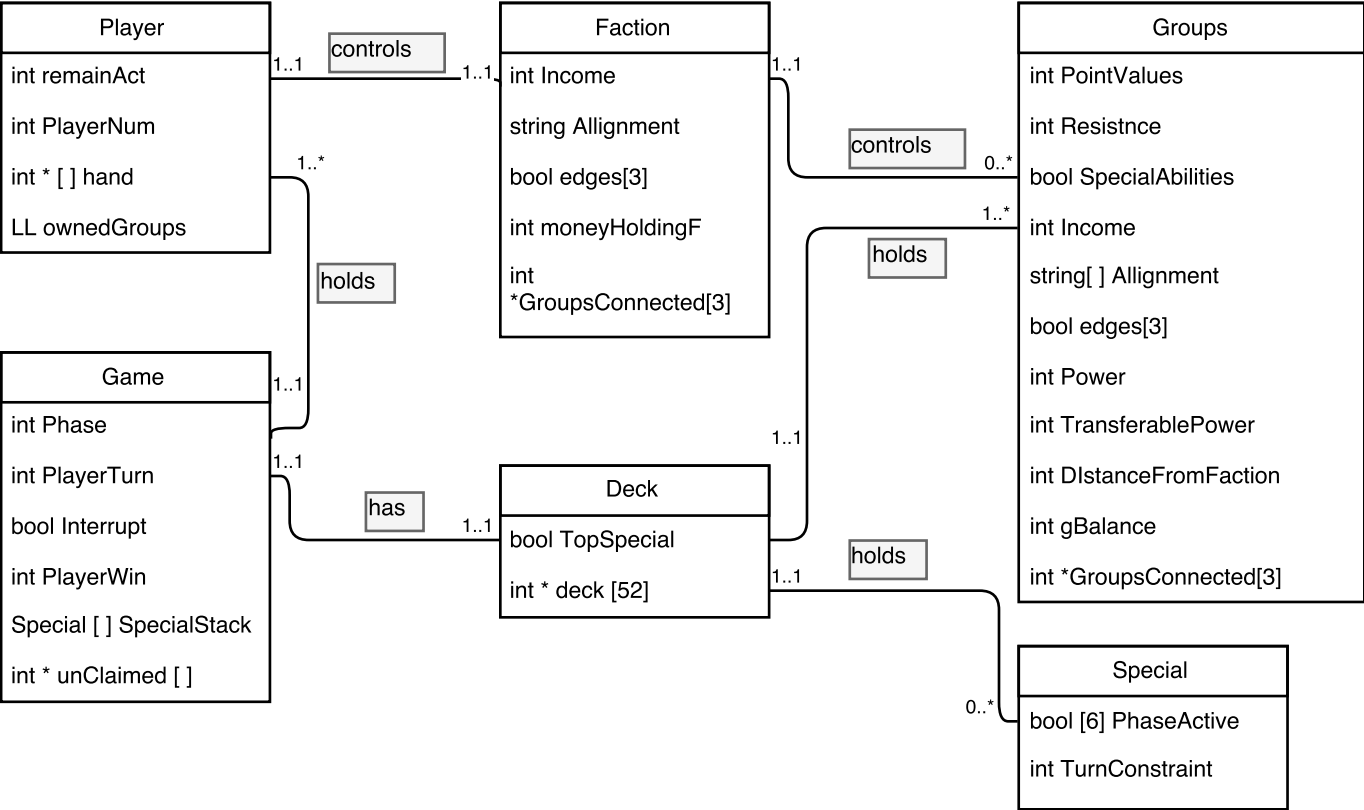 Player
int remainAct
int PlayerNum
int * [ ] hand
LL ownedGroups
1..1
controls
1..1
Faction
int Income
string Allignment
bool edges[3]
int moneyHoldingF
int
*GroupsConnected[3]
1..1
controls
0..*
Groups
int PointValues
int Resistnce
bool SpecialAbilities
int Income
string[ ] Allignment
bool edges[3]
int Power
int TransferablePower
int DIstanceFromFaction
int gBalance
int *GroupsConnected[3]
1..*
holds
1..1
1..*
holds
1..1
Game
int Phase
int PlayerTurn
bool Interrupt
int PlayerWin
Special [ ] SpecialStack
int * unClaimed [ ]
1..1
has
1..1
Deck
bool TopSpecial
int * deck [52]
1..1
holds
0..*
Special
bool [6] PhaseActive
int TurnConstraint